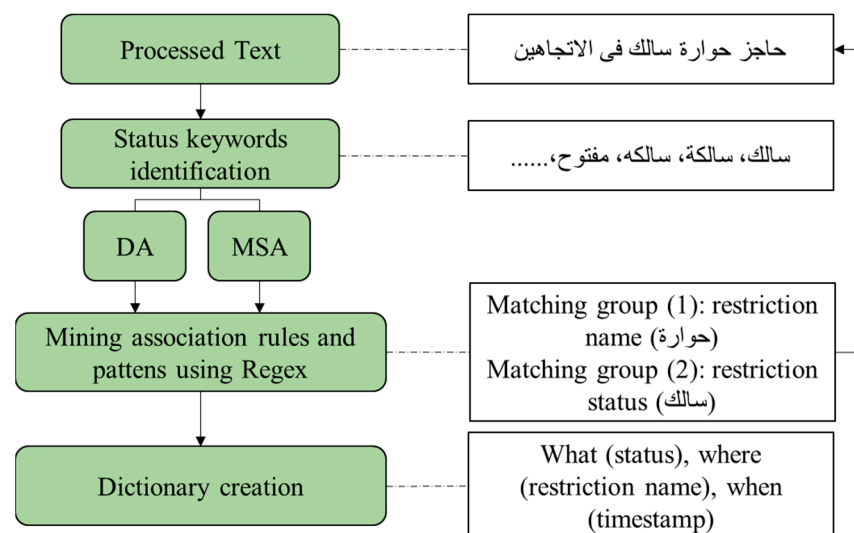 Processed Text
حاجز حوارة سالك فى الاتجاهين
Status keywords
identification
سالك، سالكة، سالكه، مفتوح،......
DA
MSA
Mining association rules and
pattens using Regex
Matching group (1): restriction
name (حوارة)
Matching group (2): restriction
status (سالك)
Dictionary creation
What (status), where
(restriction name), when
(timestamp)